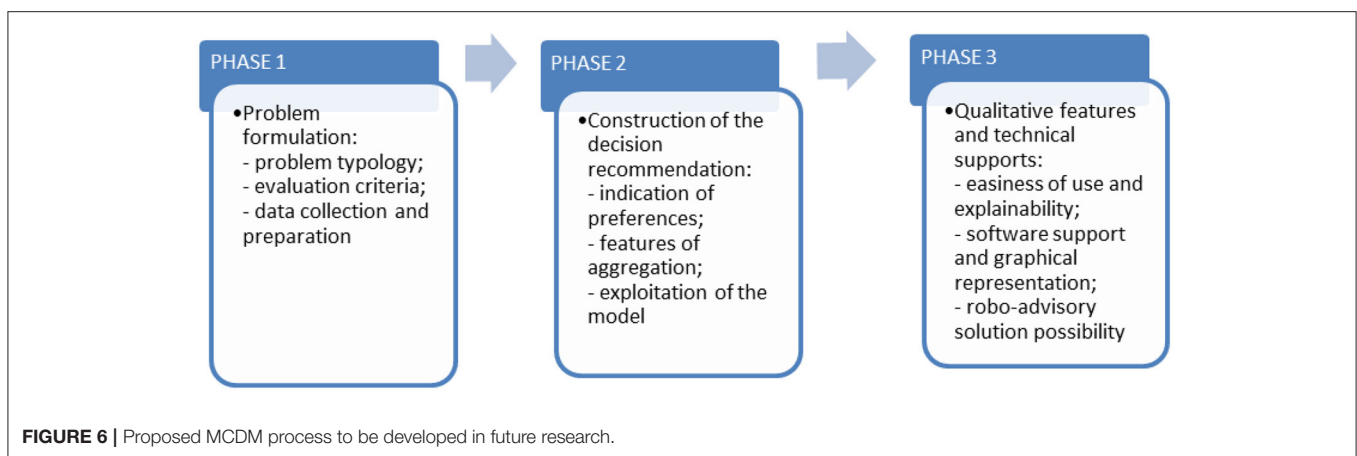 PHASE 1
•Problem
formulation:
- problem typology;
- evaluation criteria;
- data collection and
preparation
PHASE 2
•Construction of the
decision
recommendation:
- indication of
preferences;
- features of
aggregation;
- exploitation of the
model
PHASE 3
•Qualitative features
and technical
supports:
- easiness of use and
explainability;
- software support
and graphical
representation;
- robo-advisory
solution possibility
FIGURE 6 | Proposed MCDM process to be developed in future research.